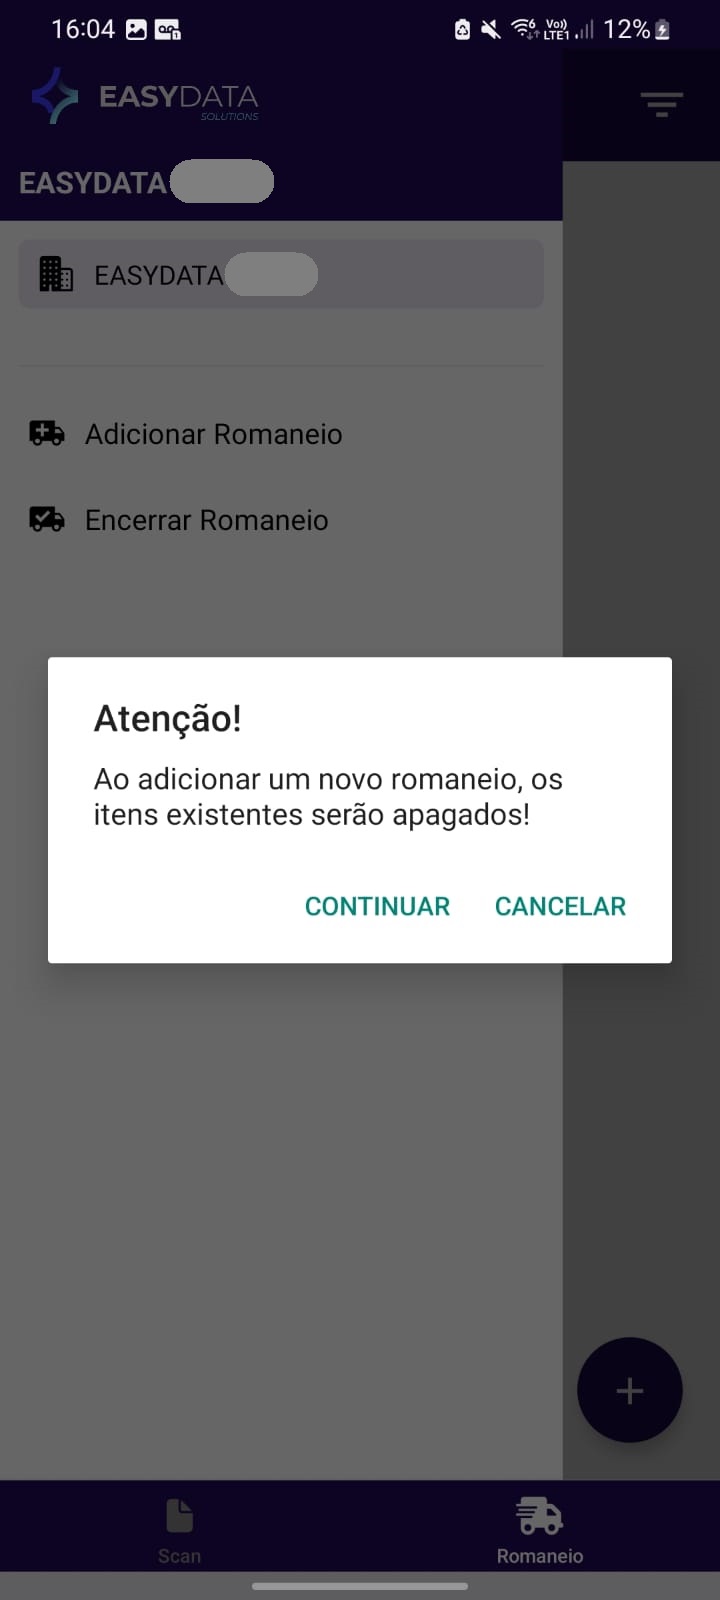 16:04 Vo)) LTE1 12%
EASYDATA
SOLUTIONS
EASYDATA
EASYDATA
Adicionar Romaneio
Encerrar Romaneio
Atenção!
Ao adicionar um novo romaneio, os
itens existentes serão apagados!
CONTINUAR CANCELAR
Scan Romaneio